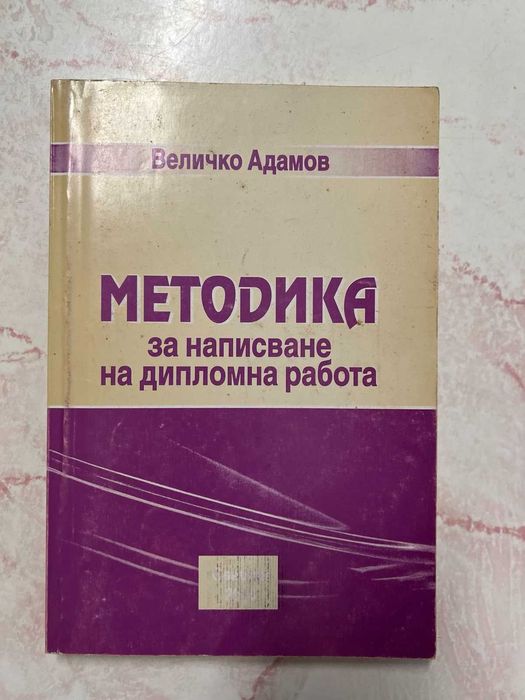 Величко Адамов
МЕТОДИКА
за написване
на дипломна работа